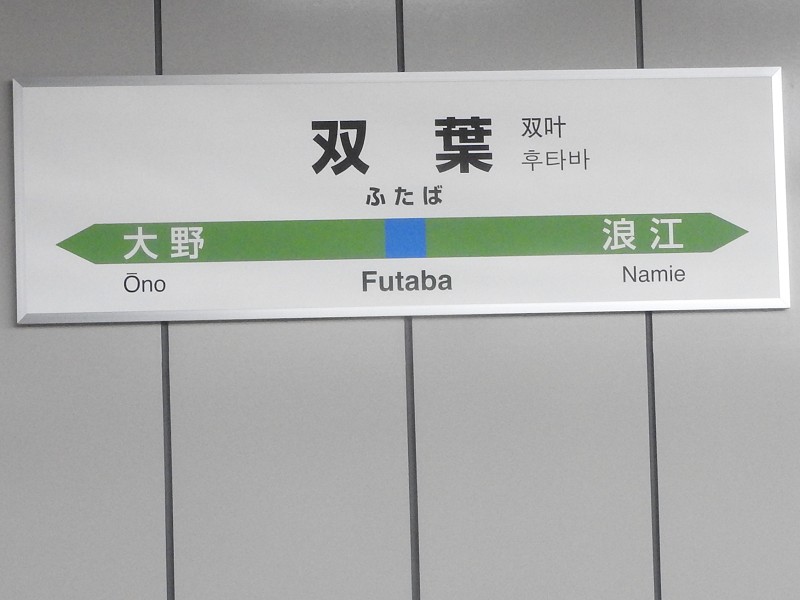 双葉
双叶
후타바
ふたば
大野
浪江
Ōno
Futaba
Namie